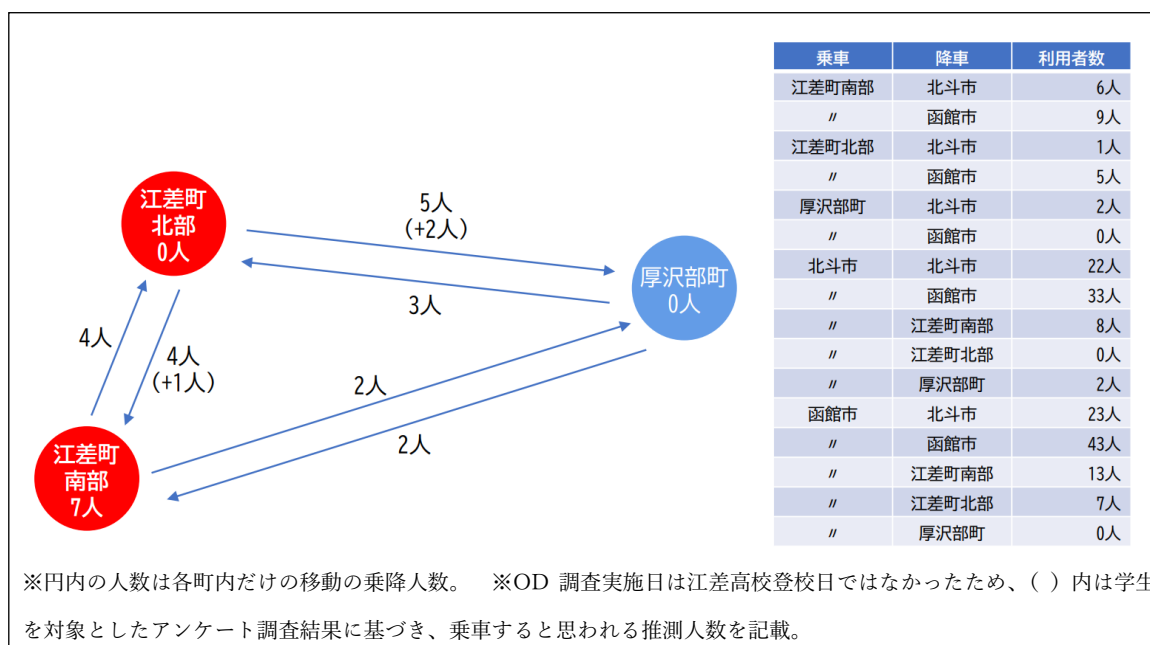 江差町
北部
0人
5人
(+2人)
3人
厚沢部町
0人
4人
4人
(+1人)
2人
2人
江差町
南部
7人
乗車 降車 利用者数
江差町南部 北斗市 6人
〃 函館市 9人
江差町北部 北斗市 1人
〃 函館市 5人
厚沢部町 北斗市 2人
〃 函館市 0人
北斗市 北斗市 22人
〃 函館市 33人
〃 江差町南部 8人
〃 江差町北部 0人
〃 厚沢部町 2人
函館市 北斗市 23人
〃 函館市 43人
〃 江差町南部 13人
〃 江差町北部 7人
〃 厚沢部町 0人
※円内の人数は各町内だけの移動の乗降人数。 ※OD 調査実施日は江差高校登校日ではなかったため、( ) 内は学生
を対象としたアンケート調査結果に基づき、乗車すると思われる推測人数を記載。